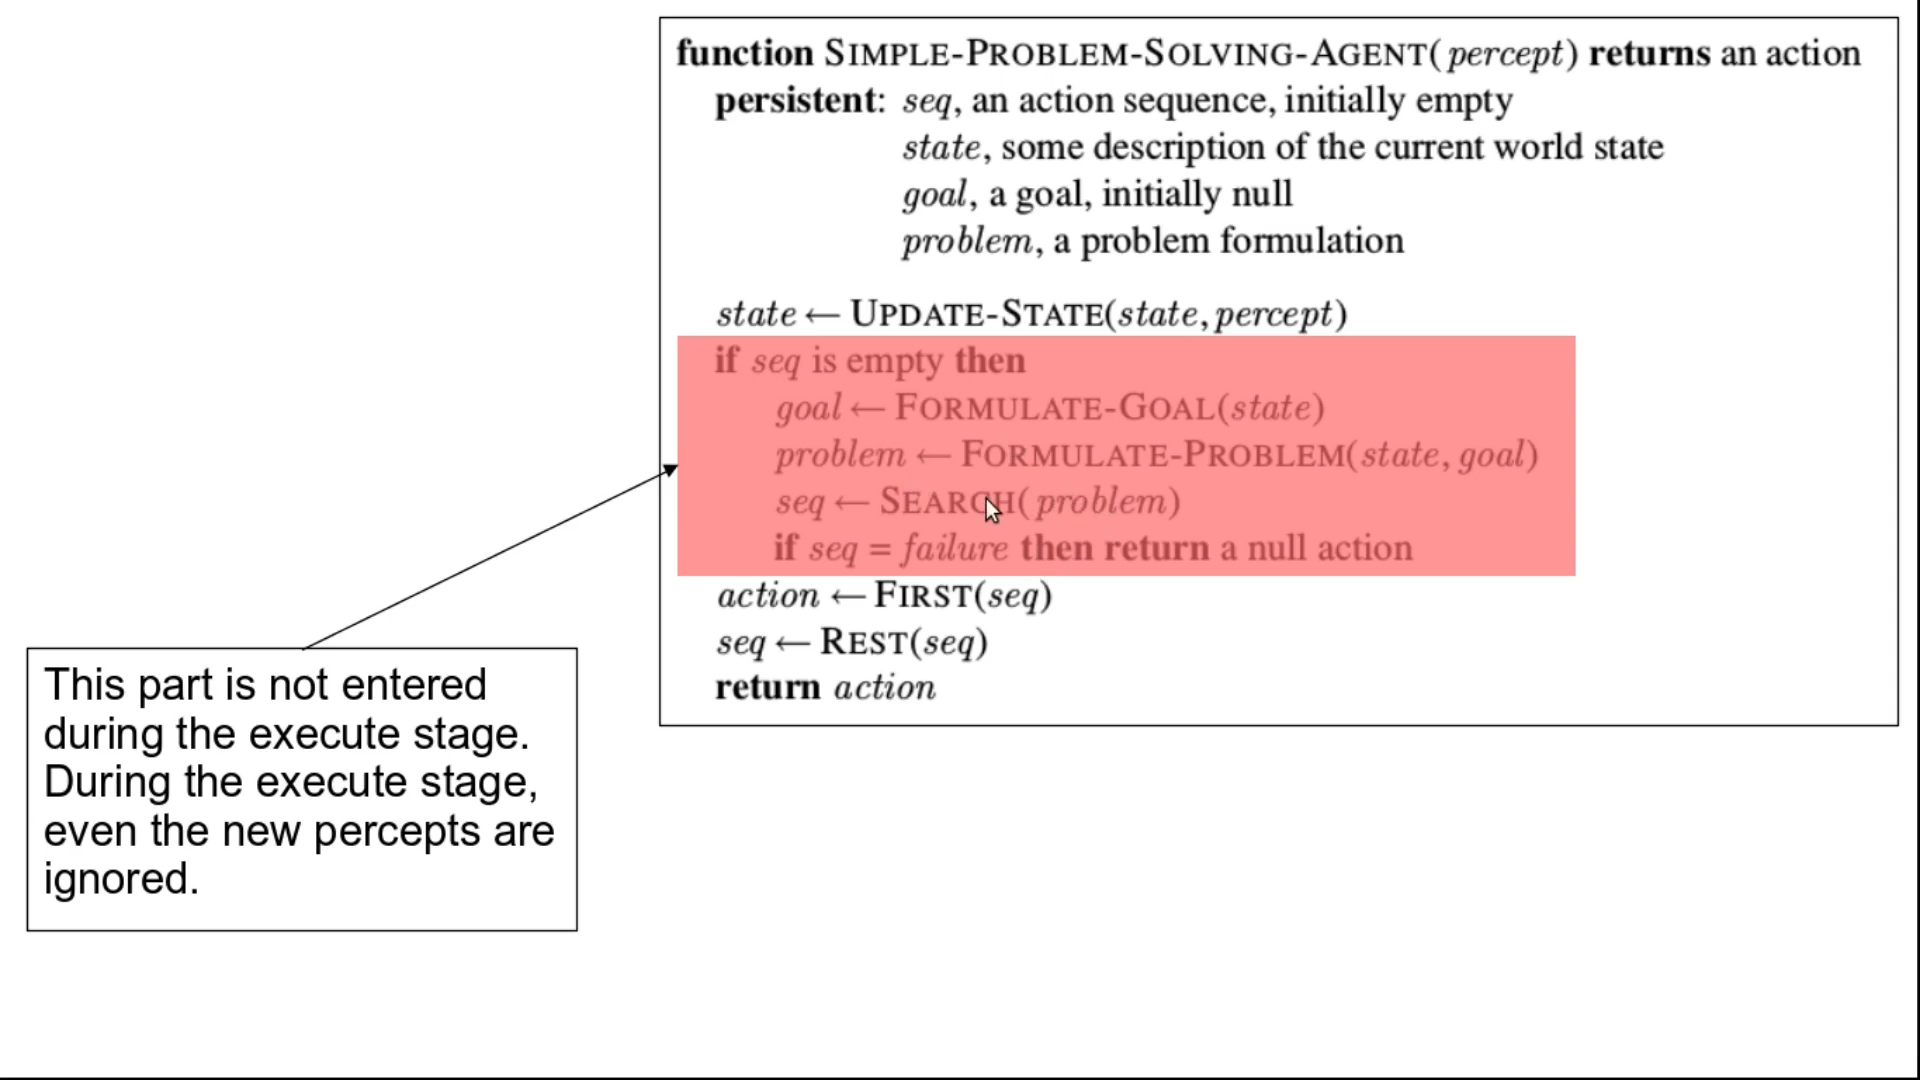 function SIMPLE-PROBLEM-SOLVING-AGENT(percept) returns an action
persistent: seq, an action sequence, initially empty
state, some description of the current world state
goal, a goal, initially null
problem, a problem formulation
state ← UPDATE-STATE(state, percept)
if seq is empty then
goal ← FORMULATE-GOAL(state)
problem ← FORMULATE-PROBLEM(state, goal)
seq ← SEARCH(problem)
if seq = failure then return a null action
action ← FIRST(seq)
seq ← REST(seq)
return action
This part is not entered
during the execute stage.
During the execute stage,
even the new percepts are
ignored.